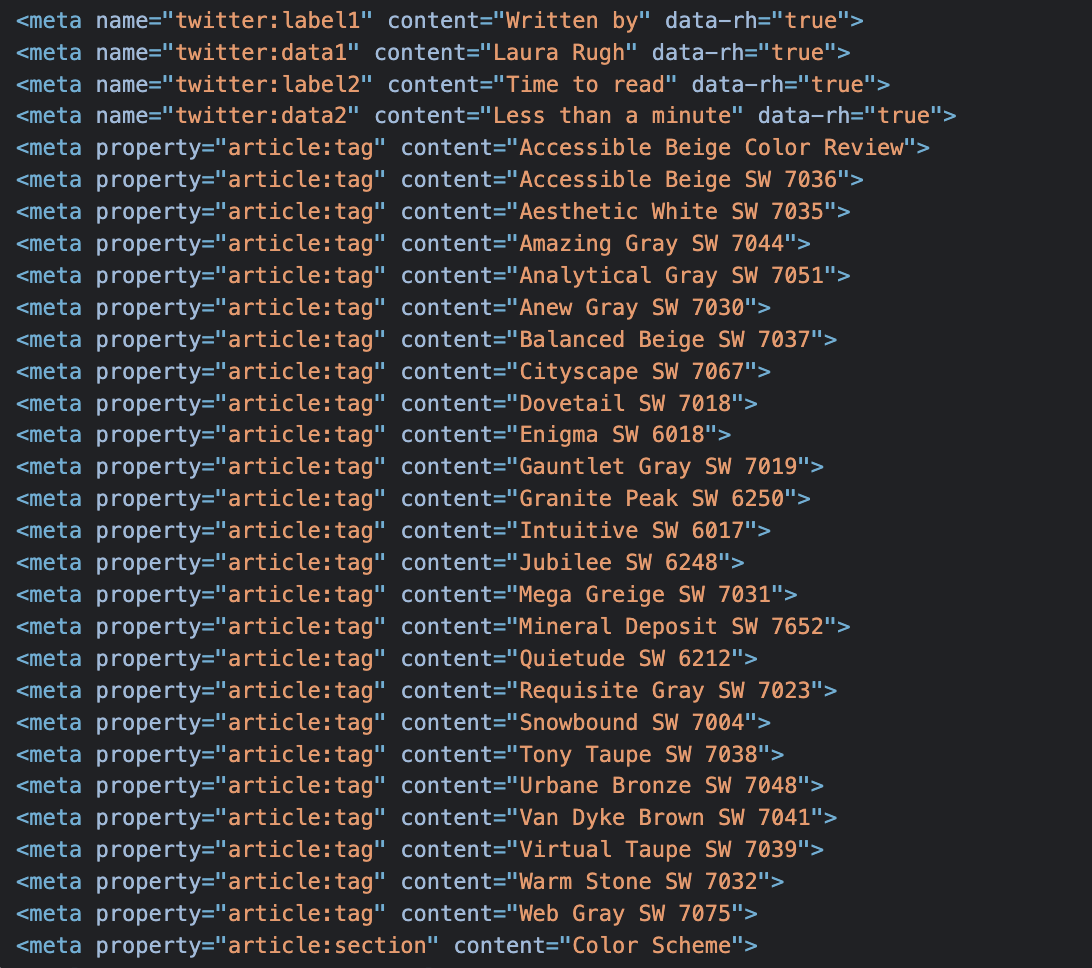 <meta name="twitter:label1" content="Written by" data-rh="true">
<meta name="twitter:data1" content="Laura Rugh" data-rh="true">
<meta name="twitter:label2" content="Time to read" data-rh="true">
<meta name="twitter:data2" content="Less than a minute" data-rh="true">
<meta property="article:tag" content="Accessible Beige Color Review">
<meta property="article:tag" content="Accessible Beige SW 7036">
<meta property="article:tag" content="Aesthetic White SW 7035">
<meta property="article:tag" content="Amazing Gray SW 7044">
<meta property="article:tag" content="Analytical Gray SW 7051">
<meta property="article:tag" content="Anew Gray SW 7030">
<meta property="article:tag" content="Balanced Beige SW 7037">
<meta property="article:tag" content="Cityscape SW 7067">
<meta property="article:tag" content="Dovetail SW 7018">
<meta property="article:tag" content="Enigma SW 6018">
<meta property="article:tag" content="Gauntlet Gray SW 7019">
<meta property="article:tag" content="Granite Peak SW 6250">
<meta property="article:tag" content="Intuitive SW 6017">
<meta property="article:tag" content="Jubilee SW 6248">
<meta property="article:tag" content="Mega Greige SW 7031">
<meta property="article:tag" content="Mineral Deposit SW 7652">
<meta property="article:tag" content="Quietude SW 6212">
<meta property="article:tag" content="Requisite Gray SW 7023">
<meta property="article:tag" content="Snowbound SW 7004">
<meta property="article:tag" content="Tony Taupe SW 7038">
<meta property="article:tag" content="Urbane Bronze SW 7048">
<meta property="article:tag" content="Van Dyke Brown SW 7041">
<meta property="article:tag" content="Virtual Taupe SW 7039">
<meta property="article:tag" content="Warm Stone SW 7032">
<meta property="article:tag" content="Web Gray SW 7075">
<meta property="article:section" content="Color Scheme">